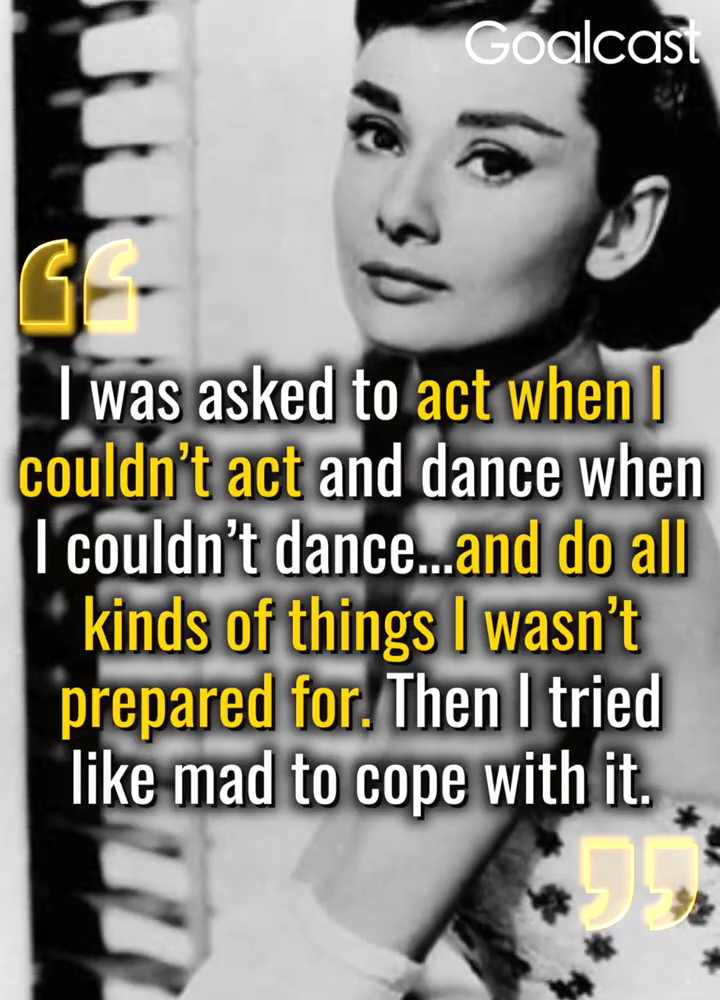 Goalcast
“
I was asked to act when I
couldn’t act and dance when
I couldn’t dance...and do all
kinds of things I wasn’t
prepared for. Then I tried
like mad to cope with it.
”